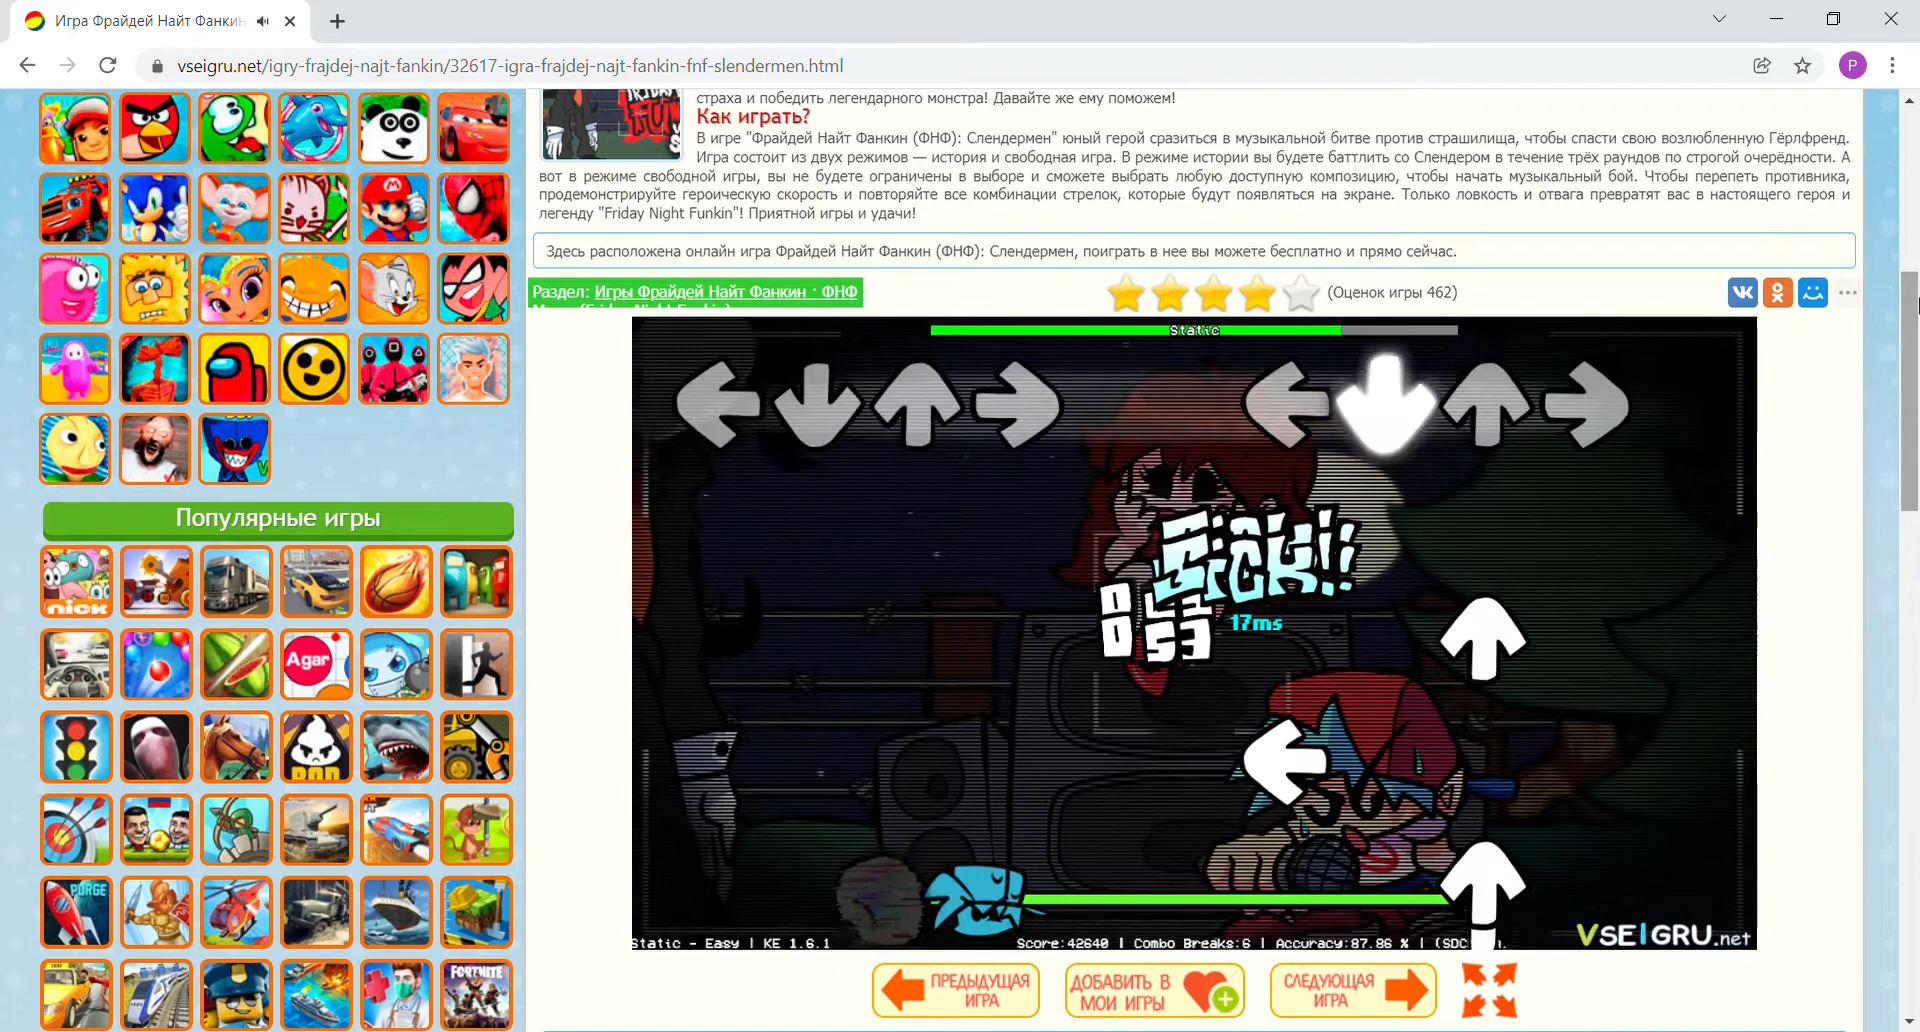 Игра Фрайдей Найт Фанкин
vseigru.net/igry-frajdej-najt-fankin/32617-igra-frajdej-najt-fankin-fnf-slendermen.html
P
страха и победить легендарного монстра! Давайте же ему поможем!
Как играть?
В игре "Фрайдей Найт Фанкин (ФНФ): Слендермен" юный герой сразиться в музыкальной битве против страшилища, чтобы спасти свою возлюбленную Гёрлфренд.
Игра состоит из двух режимов — история и свободная игра. В режиме истории вы будете баттлить со Слендером в течение трёх раундов по строгой очерёдности. А
вот в режиме свободной игры, вы не будете ограничены в выборе и сможете выбрать любую доступную композицию, чтобы начать музыкальный бой. Чтобы перепеть противника,
продемонстрируйте героическую скорость и повторяйте все комбинации стрелок, которые будут появляться на экране. Только ловкость и отвага превратят вас в настоящего героя и
легенду "Friday Night Funkin"! Приятной игры и удачи!
Здесь расположена онлайн игра Фрайдей Найт Фанкин (ФНФ): Слендермен, поиграть в нее вы можете бесплатно и прямо сейчас.
Раздел: Игры Фрайдей Найт Фанкин · ФНФ
(Оценок игры 462)
Static
Sick!!
17ms
Популярные игры
nick
Agar
PURGE
FORTNITE
Static - Easy | KE 1.6.1
Score:42640 | Combo Breaks:6 | Accuracy:87.86 % | (SDC
VSEIGRU.net
ПРЕДЫДУЩАЯ
ИГРА
ДОБАВИТЬ В
МОИ ИГРЫ
СЛЕДУЮЩАЯ
ИГРА